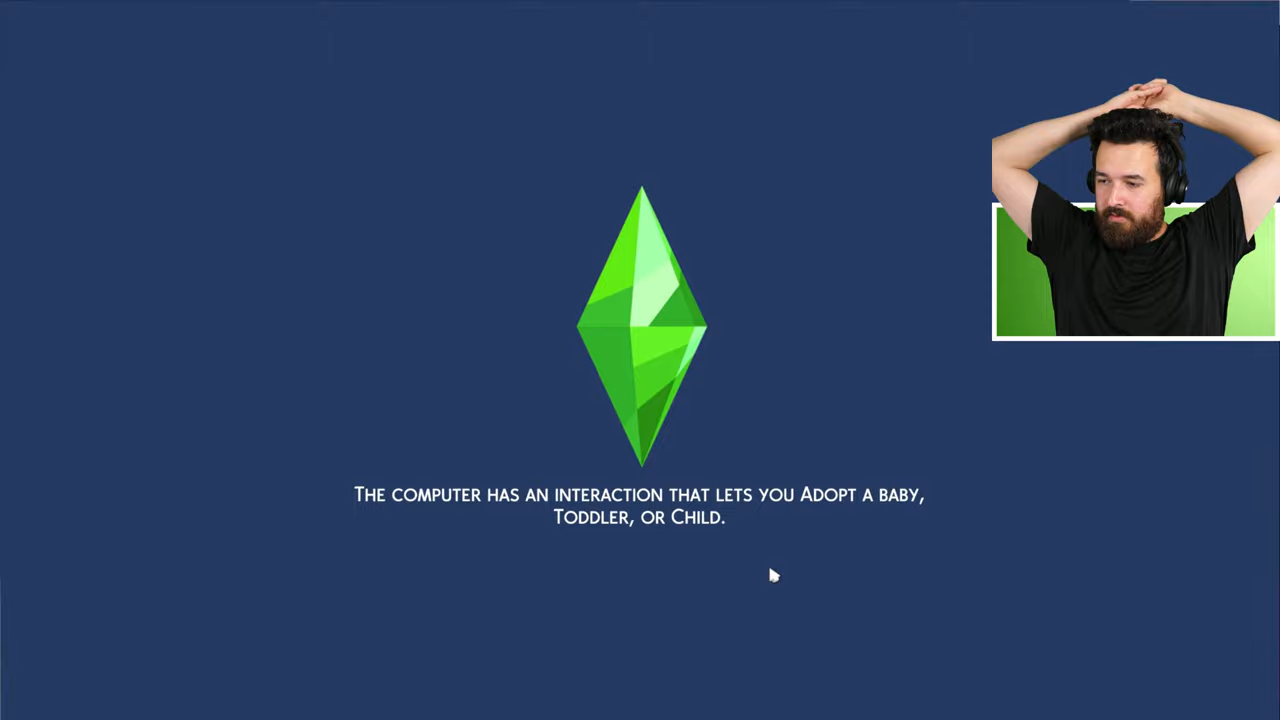 The computer has an interaction that lets you Adopt a baby,
Toddler, or Child.